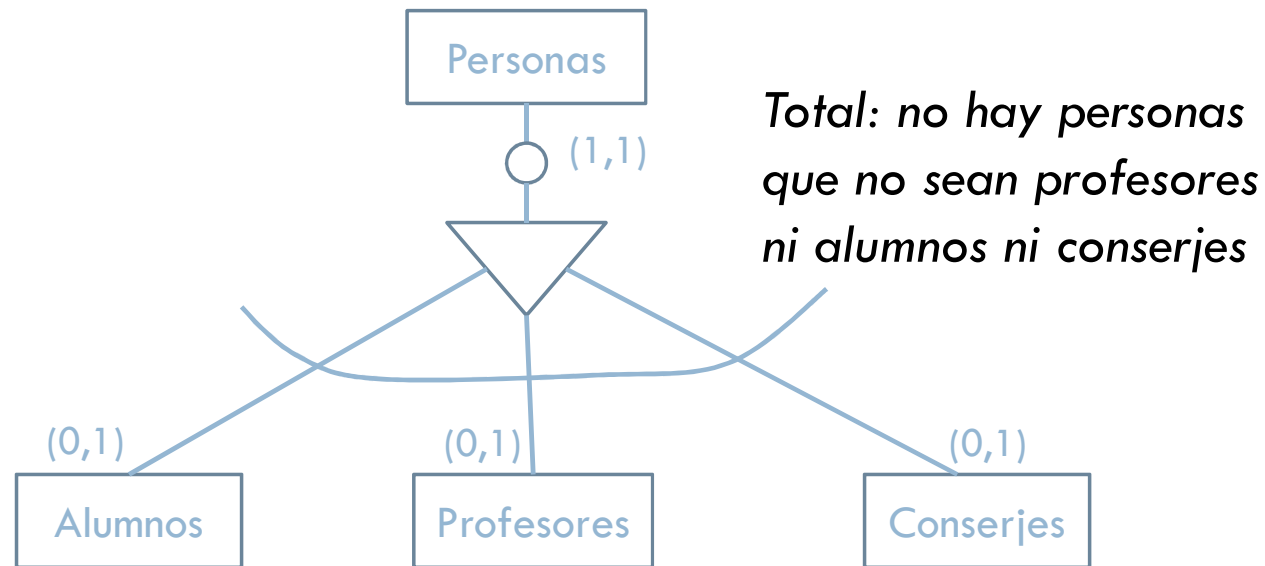 Personas
(1,1)
Total: no hay personas
que no sean profesores
ni alumnos ni conserjes
(0,1)
(0,1)
(0,1)
Alumnos
Profesores
Conserjes